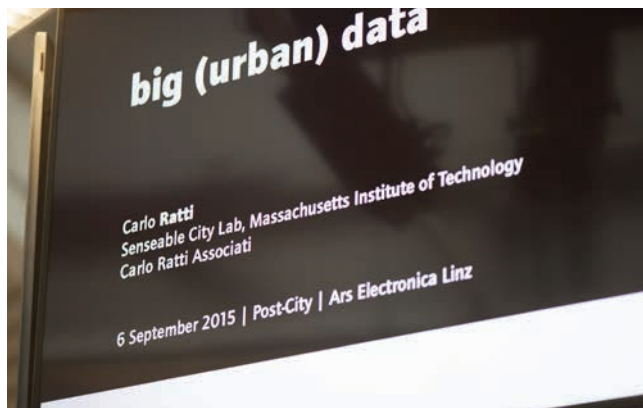 big (urban) data
Carlo Ratti
Senseable City Lab, Massachusetts Institute of Technology
Carlo Ratti Associati
6 September 2015 | Post-City | Ars Electronica Linz